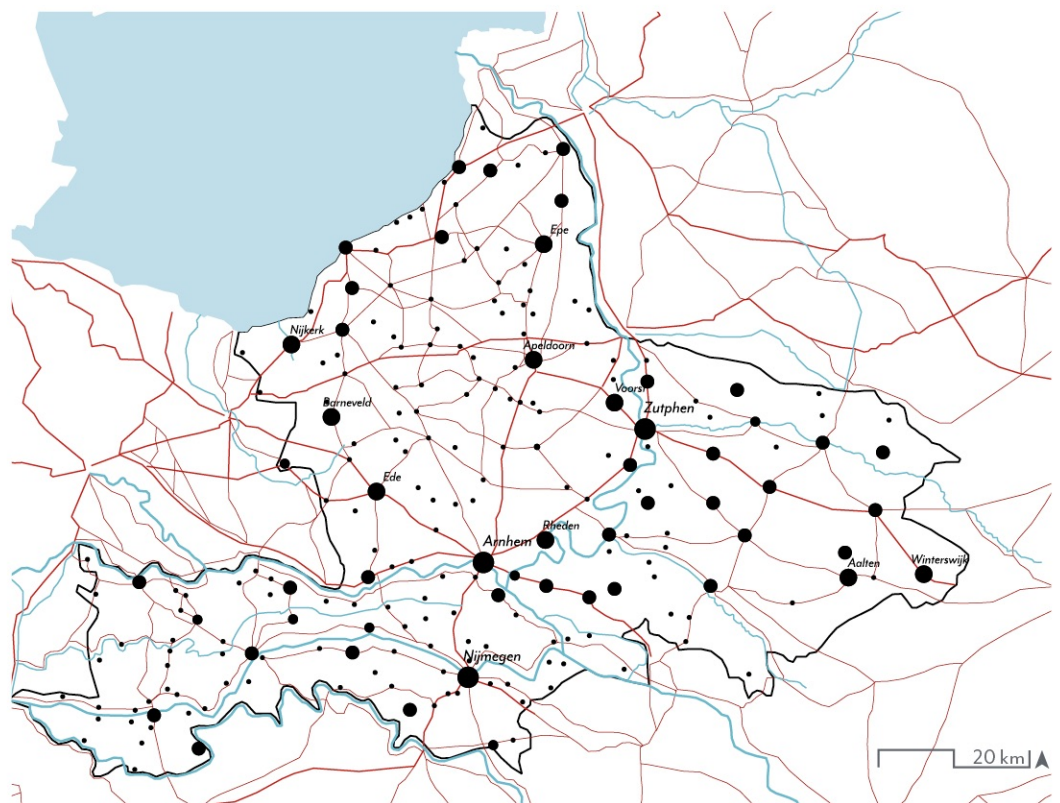 Epe
Nijkerk
Apeldoorn
Barneveld
Voorst
Zutphen
Ede
Rheden
Arnhem
Aalten
Winterswijk
Nijmegen
20 km